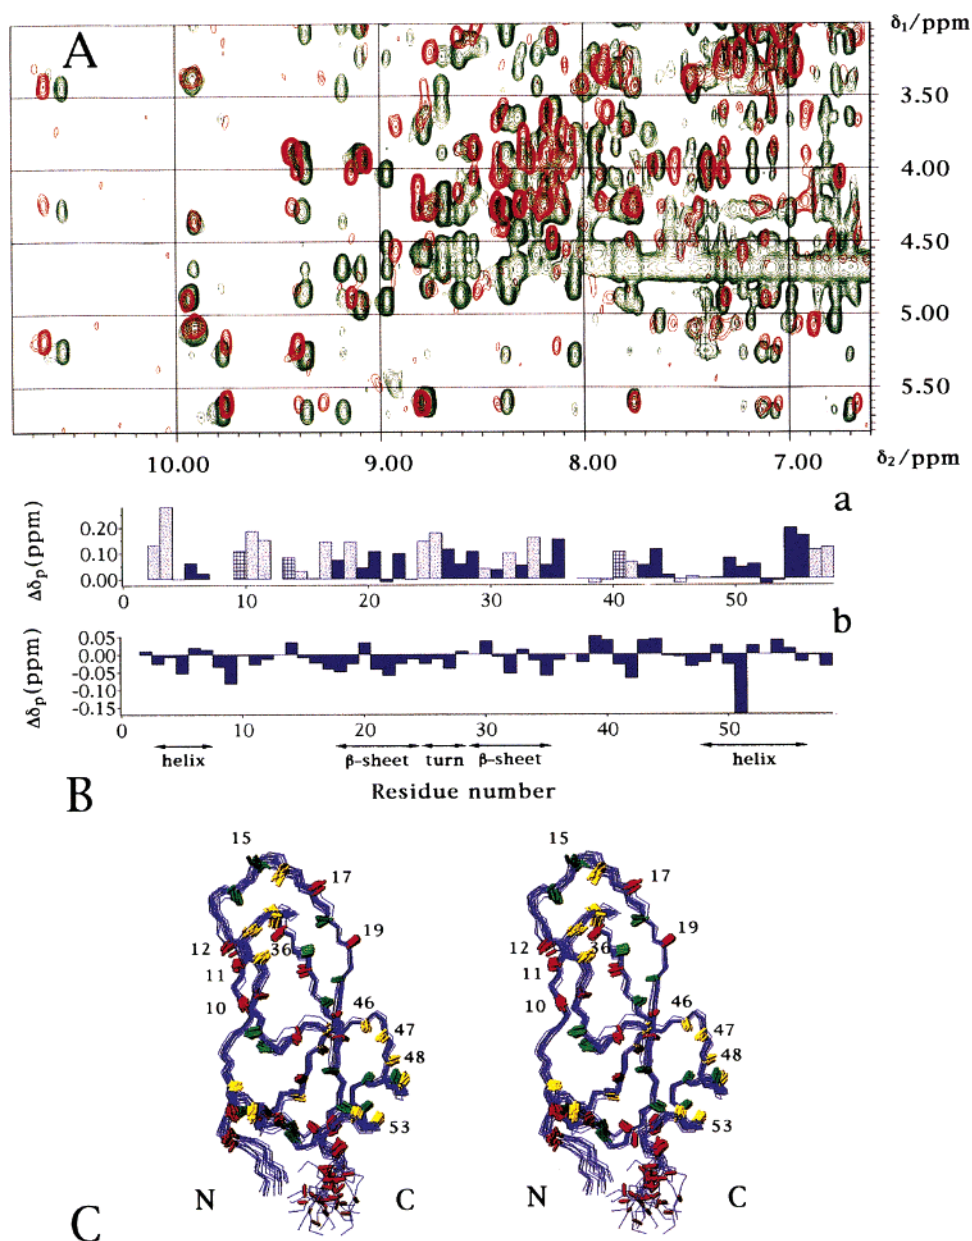 A
δ1/ppm
3.50
4.00
4.50
5.00
5.50
10.00 9.00 8.00 7.00 δ2/ppm
a
Δδp(ppm)
0.20
0.10
0.00
0 10 20 30 40 50
b
Δδp(ppm)
0.05
0.00
-0.05
-0.10
-0.15
0 10 20 30 40 50
helix β-sheet turn β-sheet helix
Residue number
B
15 15
17 17
19 19
12 36 12 36
11 11
10 10
46 46
47 47
48 48
53 53
N C N C
C